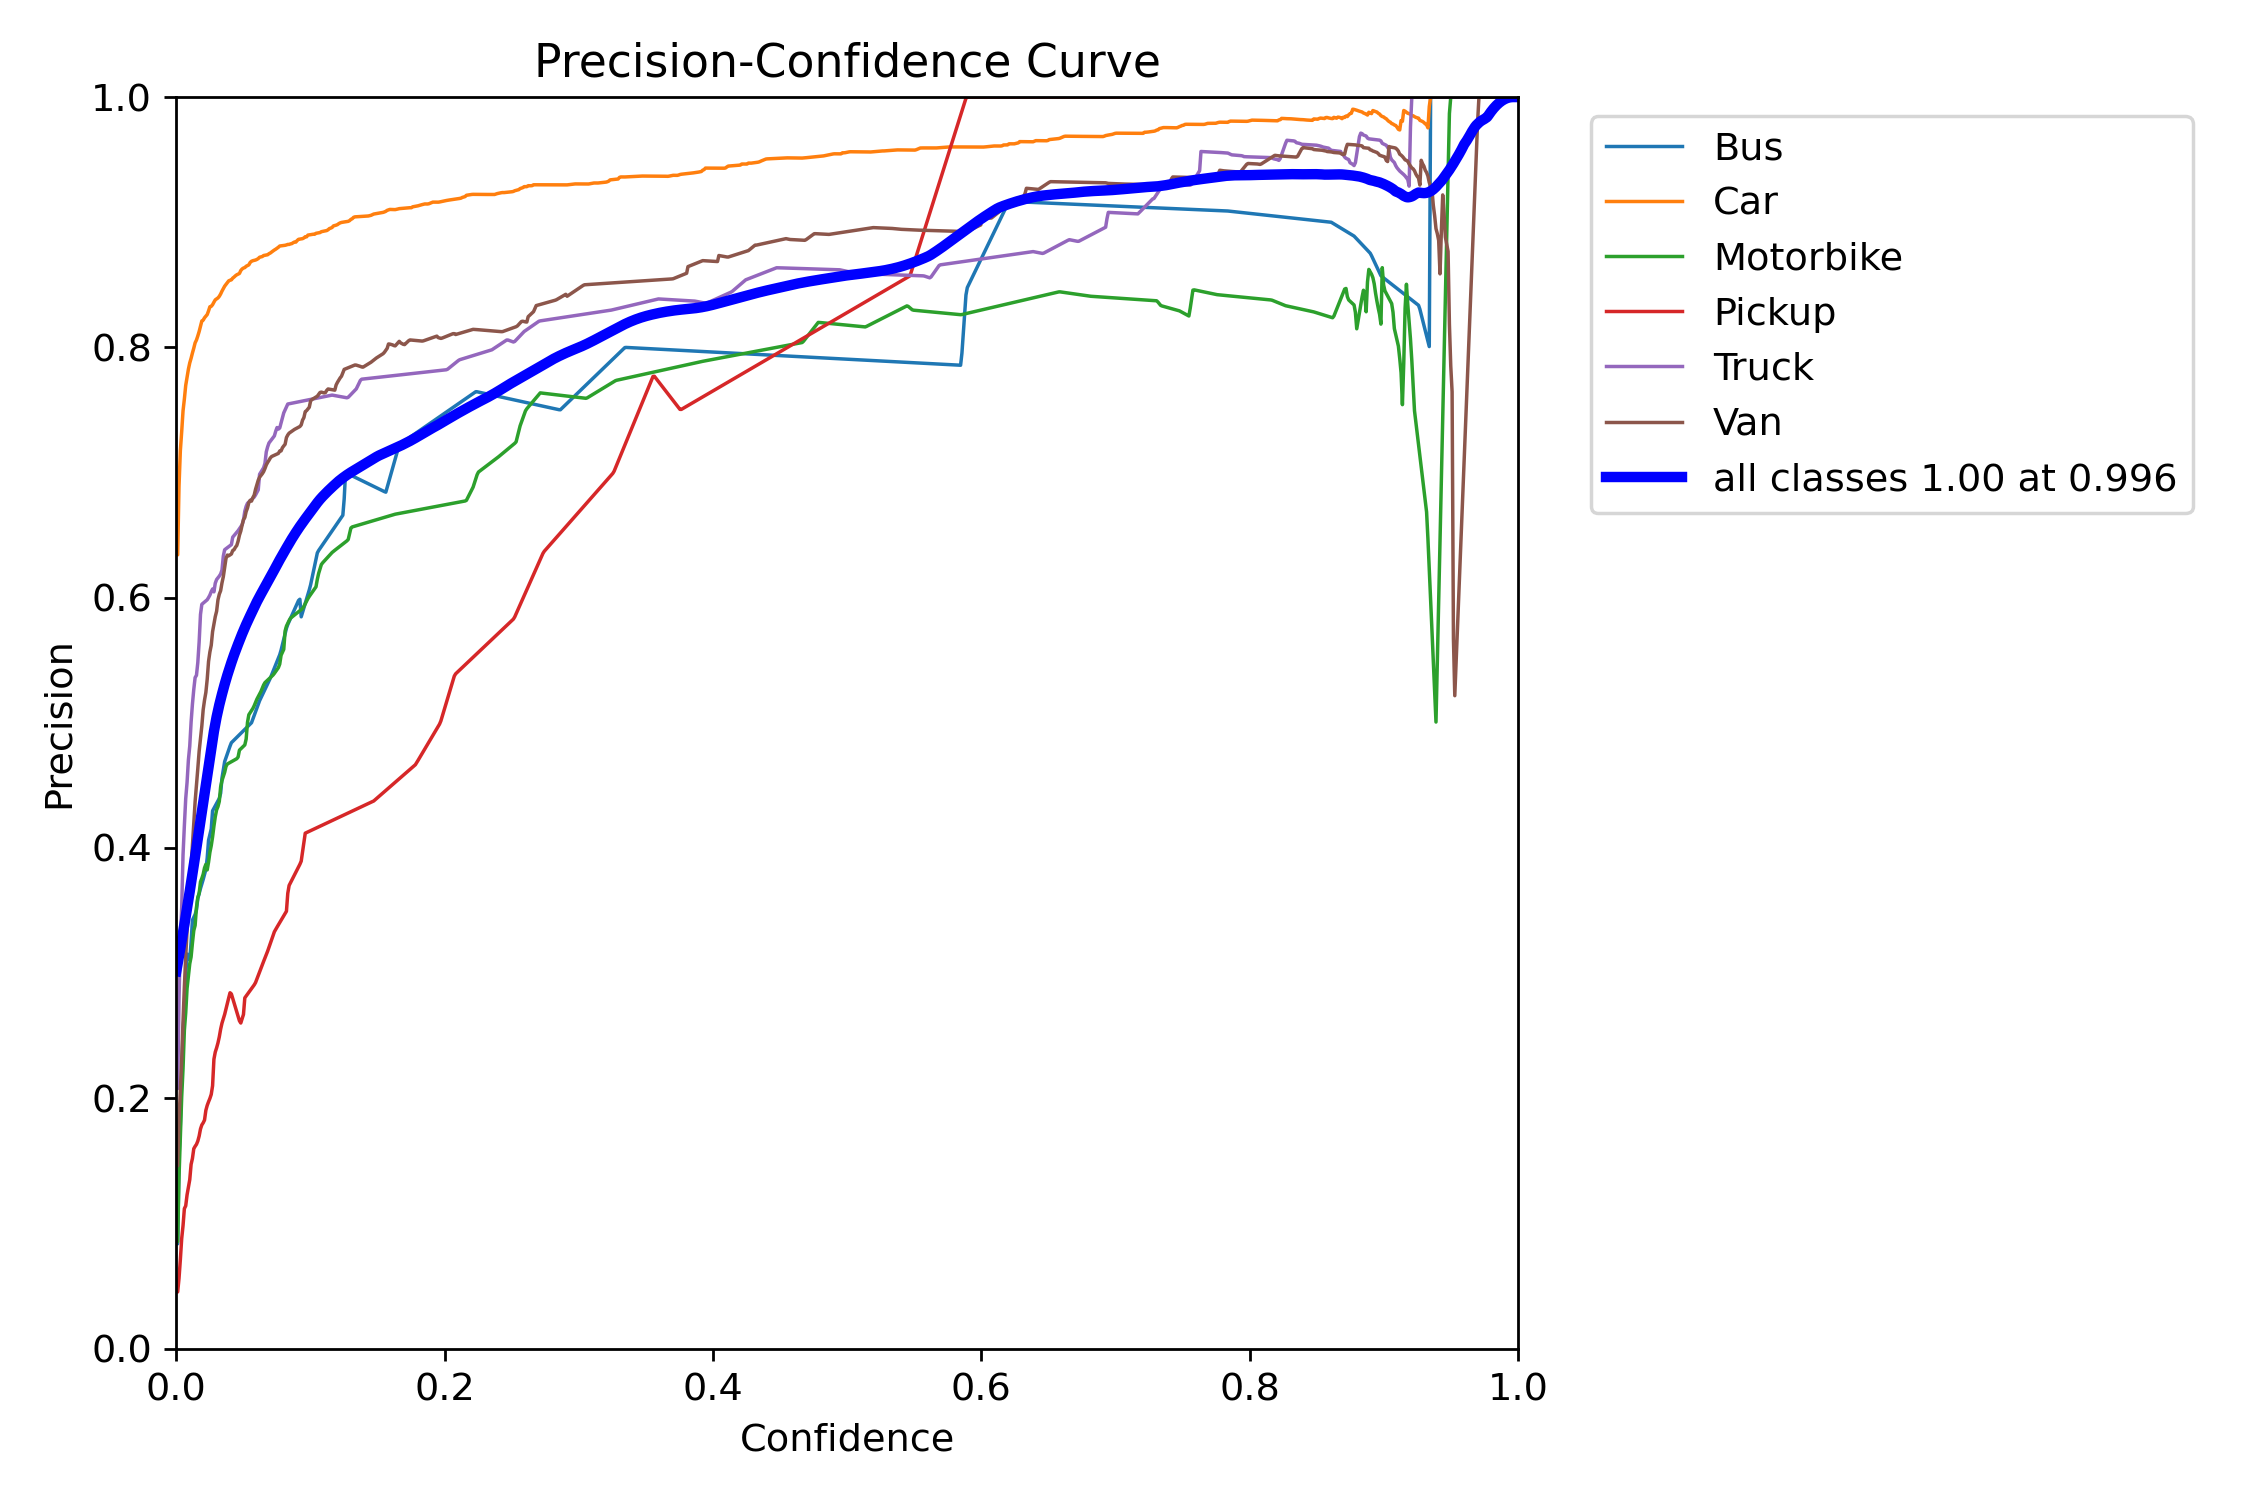 Precision-Confidence Curve
1.0
0.8
0.6
0.4
0.2
0.0
Precision
0.0 0.2 0.4 0.6 0.8 1.0
Confidence
Bus
Car
Motorbike
Pickup
Truck
Van
all classes 1.00 at 0.996